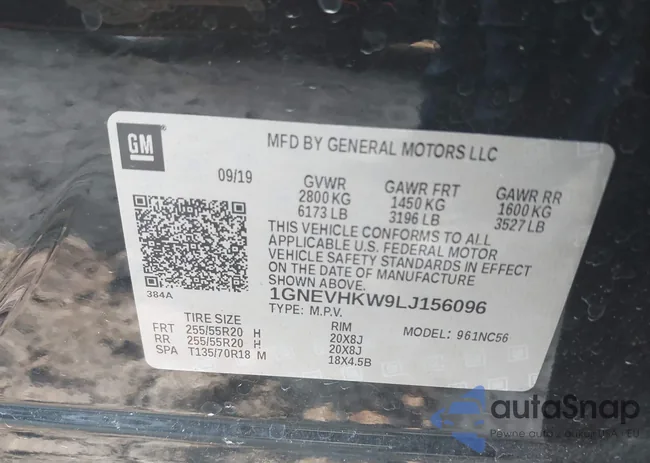 GM
MFD BY GENERAL MOTORS LLC
09/19
GVWR GAWR FRT GAWR RR
2800 KG 1450 KG 1600 KG
6173 LB 3196 LB 3527 LB
THIS VEHICLE CONFORMS TO ALL
APPLICABLE U.S. FEDERAL MOTOR
VEHICLE SAFETY STANDARDS IN EFFECT
ON THE DATE OF MANUFACTURE
SHOWN ABOVE.
384A
1GNEVHKW9LJ156096
TYPE: M.P.V.
TIRE SIZE RIM MODEL: 961NC56
FRT 255/55R20 H 20X8J
RR 255/55R20 H 20X8J
SPA T135/70R18 M 18X4.5B
autaSnap
Pewne auto z